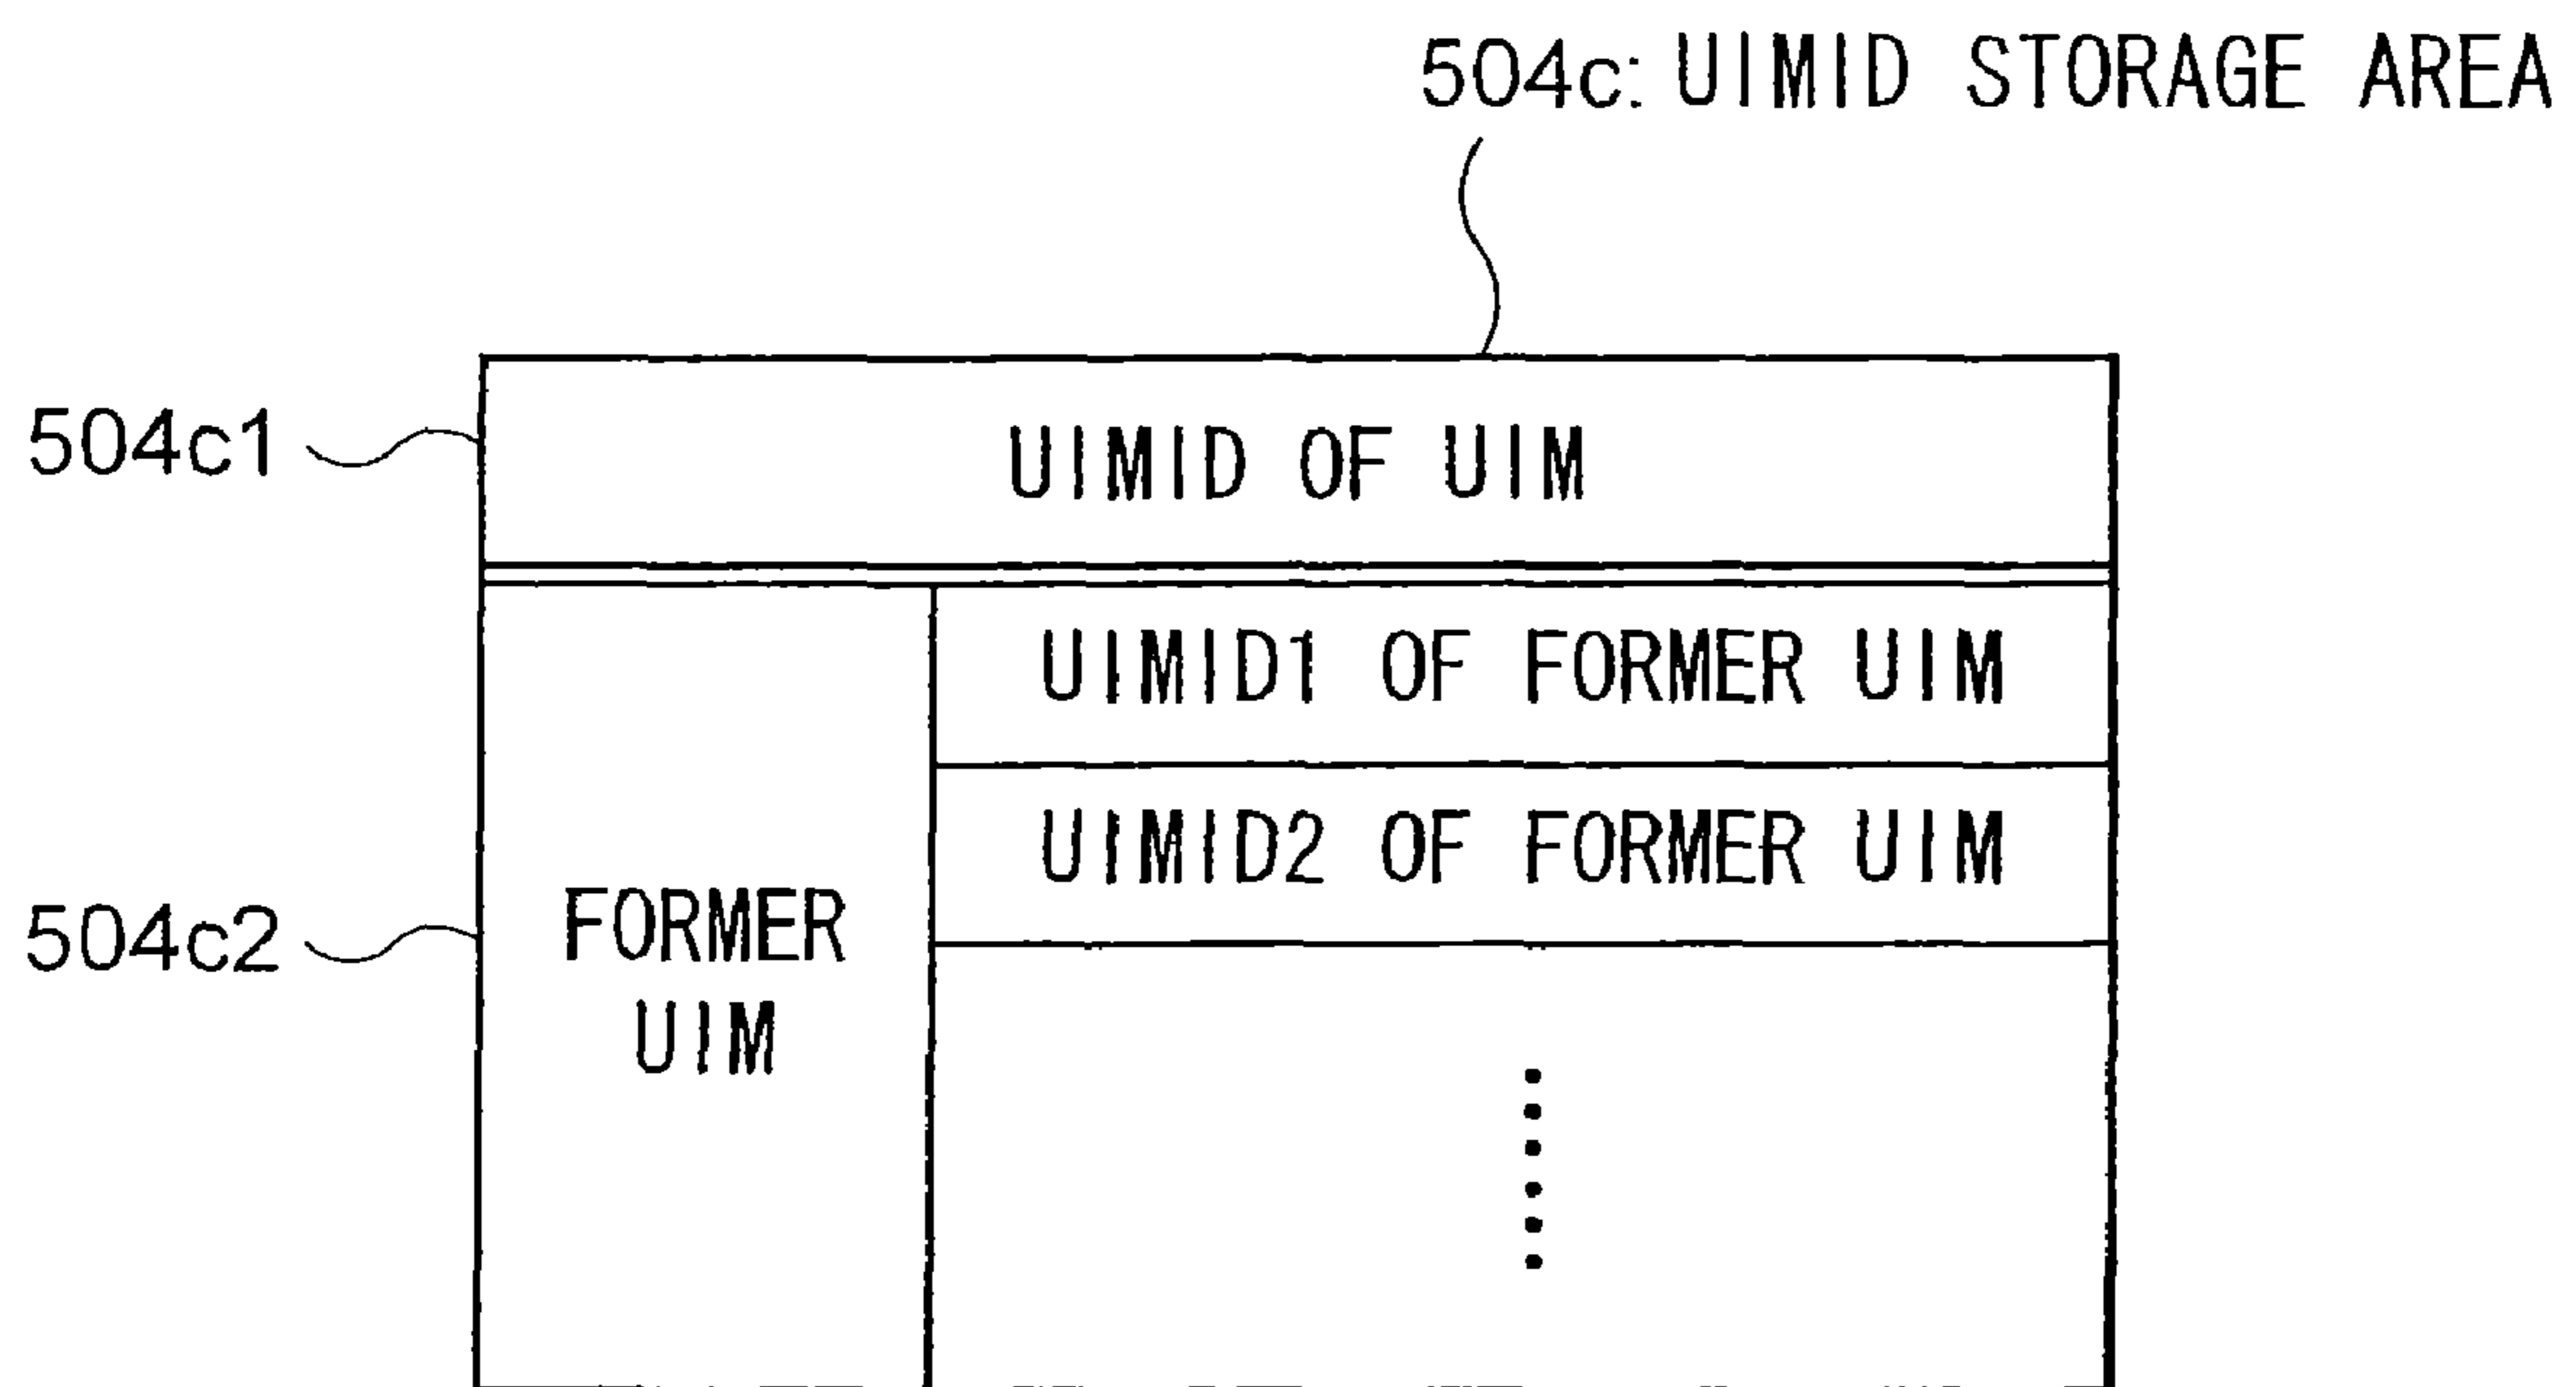 504c: UIMID STORAGE AREA
504c1
UIMID OF UIM
UIMID1 OF FORMER UIM
UIMID2 OF FORMER UIM
504c2
FORMER
UIM